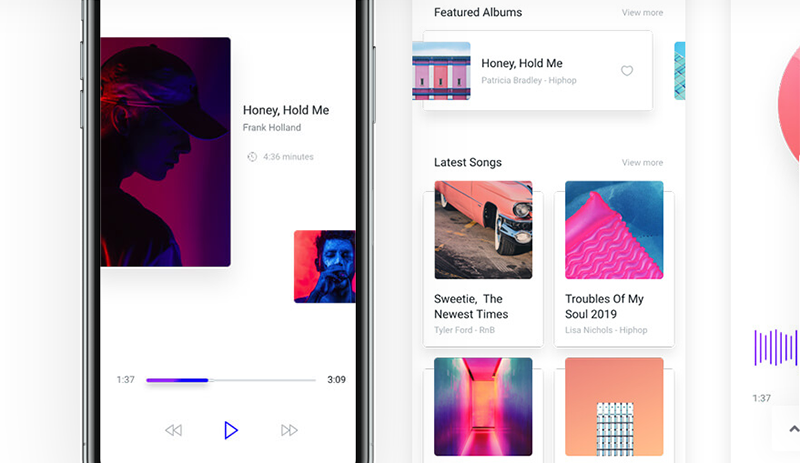 Honey, Hold Me
Frank Holland
4:36 minutes
1:37
3:09
Featured Albums
View more
Honey, Hold Me
Patricia Bradley - Hiphop
Latest Songs
View more
Sweetie, The
Newest Times
Tyler Ford - RnB
Troubles Of My
Soul 2019
Lisa Nichols - Hiphop
1:37